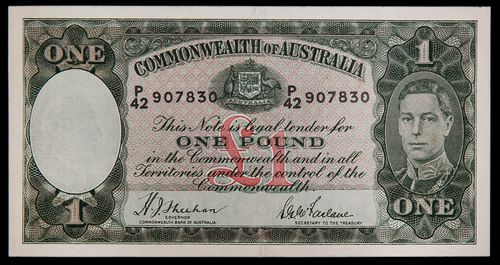 ONE
1
COMMONWEALTH OF AUSTRALIA
P/42 907830
P/42 907830
AUSTRALIA
This Note is legal tender for
ONE POUND
in the Commonwealth and in all
Territories under the control of the
Commonwealth.
£1
H.J. Sheehan
GOVERNOR
COMMONWEALTH BANK OF AUSTRALIA
SECRETARY TO THE TREASURY
1
ONE